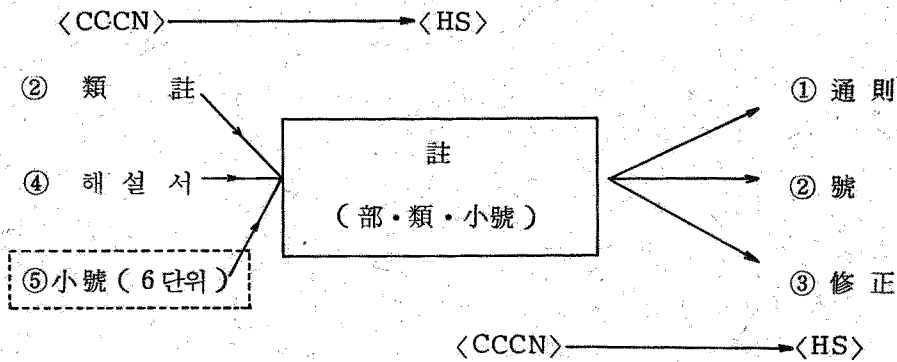 〈CCCN〉 〈HS〉
② 類 註
④ 해 설 서
⑤小號 ( 6 단위 )
註
( 部・類・小號 )
① 通 則
② 號
③ 修 正
〈CCCN〉 〈HS〉